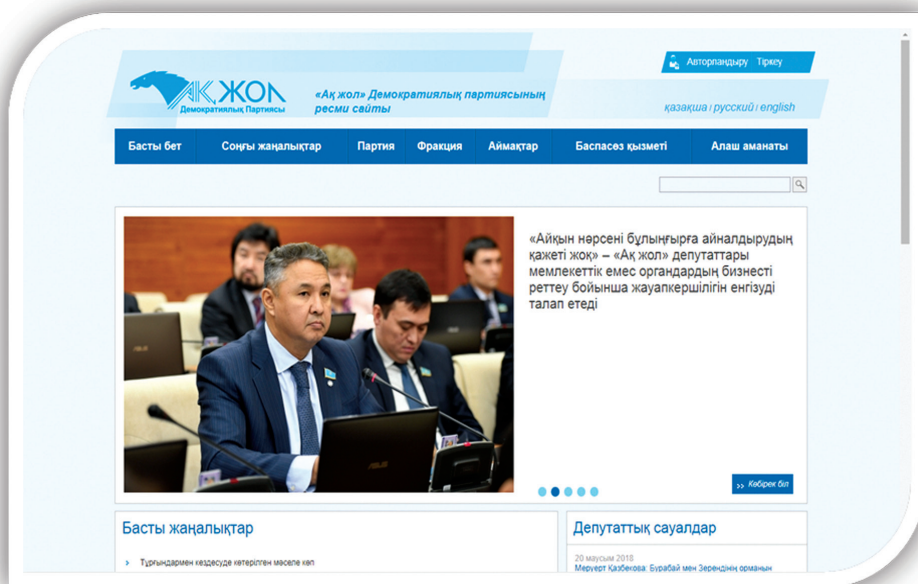 АҚ ЖОЛ
Демократиялық Партиясы
«Ақ жол» Демократиялық партиясының
ресми сайты
Авторландыру Тіркеу
қазақша | русский | english
Басты бет Соңғы жаңалықтар Партия Фракция Аймақтар Баспасөз қызметі Алаш аманаты
«Айқын нәрсені бұлыңғырға айналдырудың
қажеті жоқ» – «Ақ жол» депутаттары
мемлекеттік емес органдардың бизнесті
реттеу бойынша жауапкершілігін енгізуді
талап етеді
ASUS
>> Көбірек біл
Басты жаңалықтар
Тұрғындармен кездесуде көтерілген мәселе көп
Депутаттық сауалдар
20 маусым 2018
Меруерт Қазбекова: Бурабай мен Зерендінің орманын